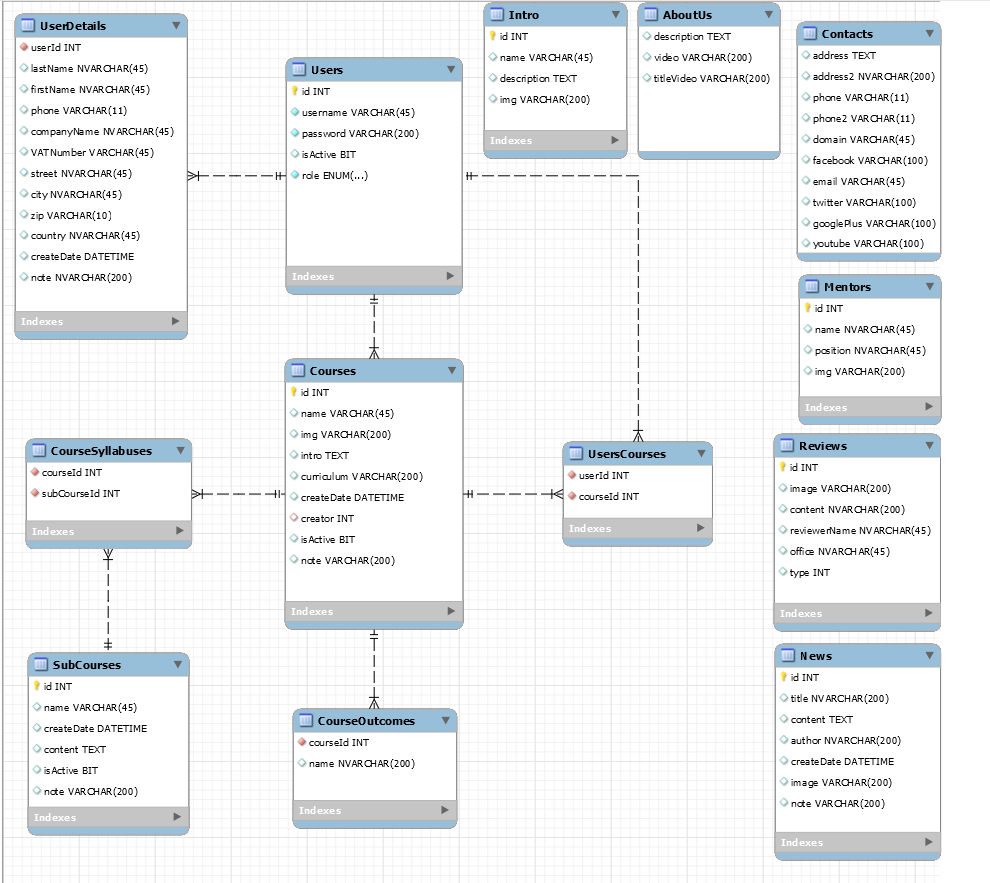 UserDetails
userId INT
lastName NVARCHAR(45)
firstName NVARCHAR(45)
phone VARCHAR(11)
companyName NVARCHAR(45)
VATNumber VARCHAR(45)
street NVARCHAR(45)
city NVARCHAR(45)
zip VARCHAR(10)
country NVARCHAR(45)
createDate DATETIME
note NVARCHAR(200)
Indexes
Users
id INT
username VARCHAR(45)
password VARCHAR(200)
isActive BIT
role ENUM(...)
Indexes
Intro
id INT
name VARCHAR(45)
description TEXT
img VARCHAR(200)
Indexes
AboutUs
description TEXT
video VARCHAR(200)
titleVideo VARCHAR(200)
Contacts
address TEXT
address2 NVARCHAR(200)
phone VARCHAR(11)
phone2 VARCHAR(11)
domain VARCHAR(45)
facebook VARCHAR(100)
email VARCHAR(45)
twitter VARCHAR(100)
googlePlus VARCHAR(100)
youtube VARCHAR(100)
Mentors
id INT
name NVARCHAR(45)
position NVARCHAR(45)
img VARCHAR(200)
Indexes
Courses
id INT
name VARCHAR(45)
img VARCHAR(200)
intro TEXT
curriculum VARCHAR(200)
createDate DATETIME
creator INT
isActive BIT
note VARCHAR(200)
Indexes
CourseSyllabuses
courseId INT
subCourseId INT
Indexes
UsersCourses
userId INT
courseId INT
Indexes
Reviews
id INT
image VARCHAR(200)
content NVARCHAR(200)
reviewerName NVARCHAR(45)
office NVARCHAR(45)
type INT
Indexes
SubCourses
id INT
name VARCHAR(45)
createDate DATETIME
content TEXT
isActive BIT
note VARCHAR(200)
Indexes
CourseOutcomes
courseId INT
name NVARCHAR(200)
Indexes
News
id INT
title NVARCHAR(200)
content TEXT
author NVARCHAR(200)
createDate DATETIME
image VARCHAR(200)
note VARCHAR(200)
Indexes